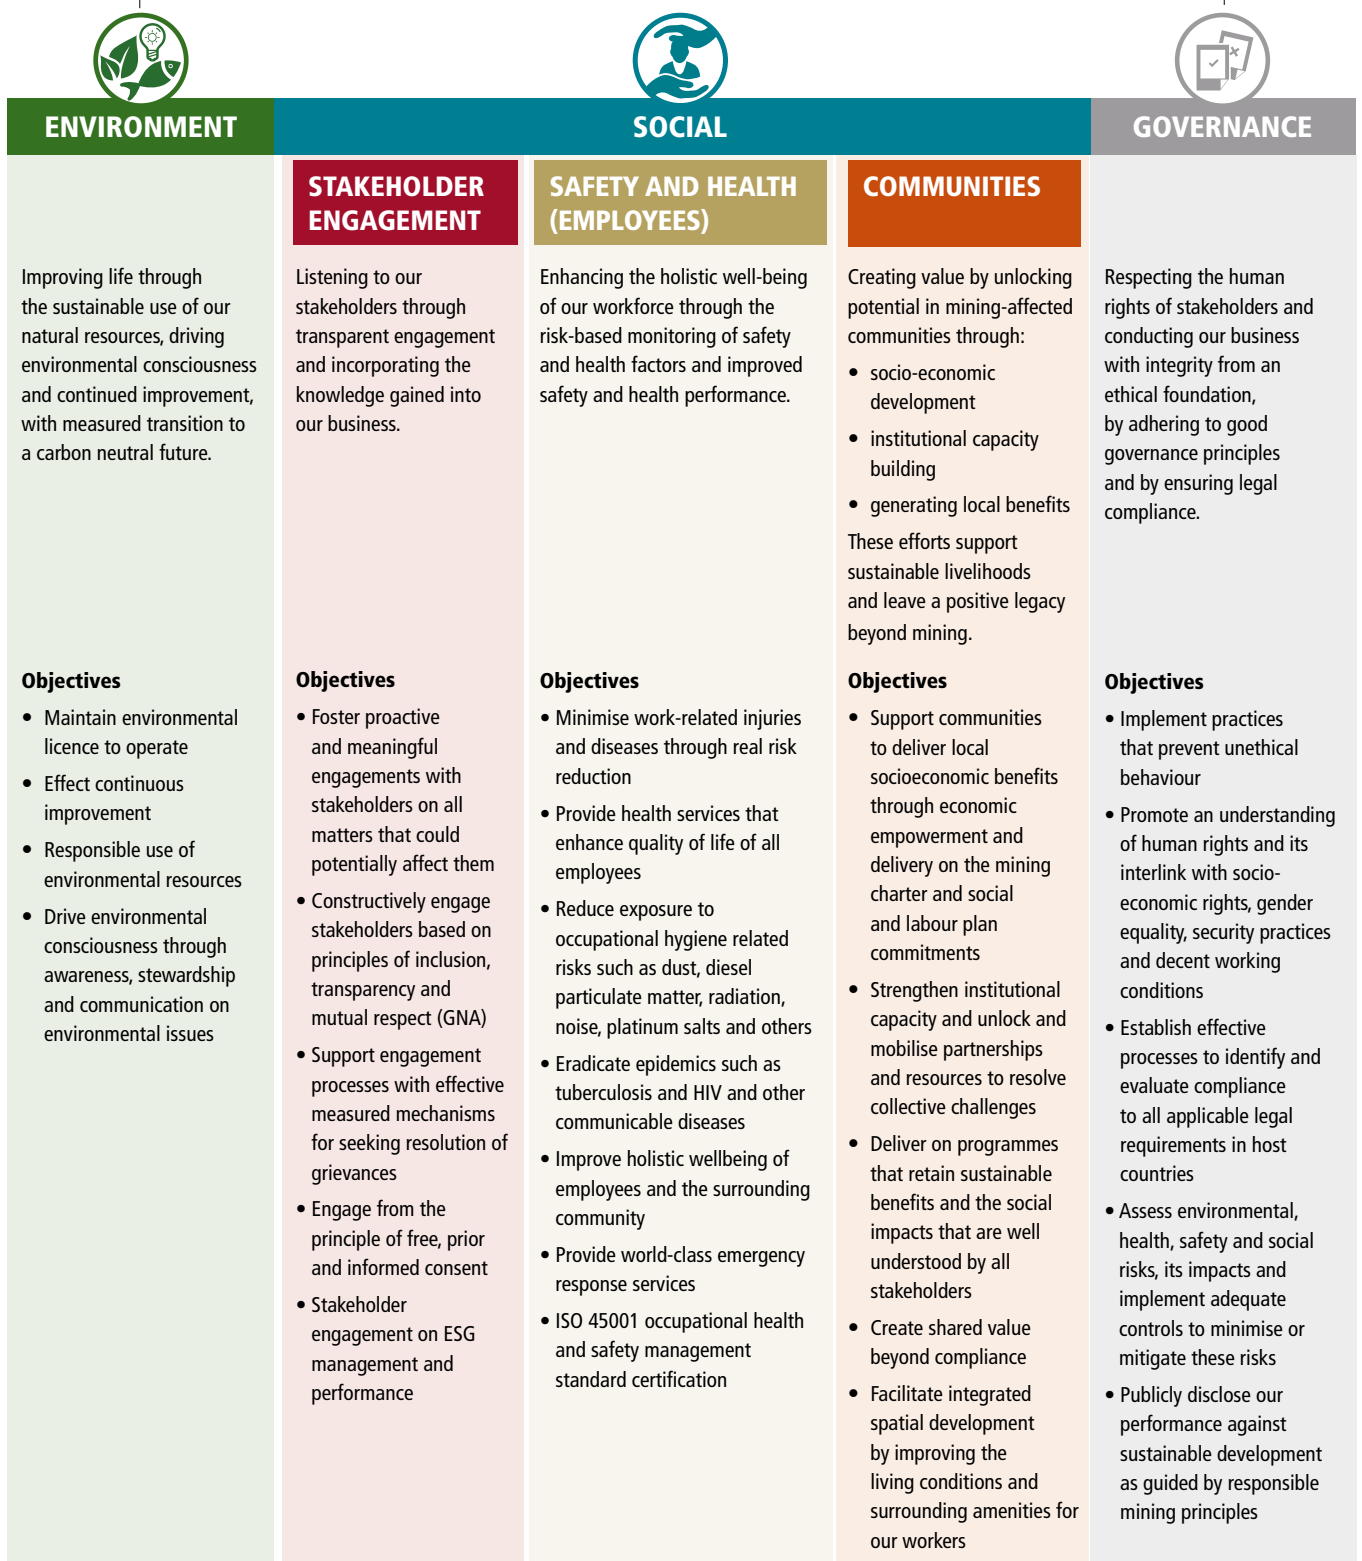 ENVIRONMENT
SOCIAL
GOVERNANCE
Improving life through
the sustainable use of our
natural resources, driving
environmental consciousness
and continued improvement,
with measured transition to
a carbon neutral future.
Objectives
• Maintain environmental
licence to operate
• Effect continuous
improvement
• Responsible use of
environmental resources
• Drive environmental
consciousness through
awareness, stewardship
and communication on
environmental issues
STAKEHOLDER
ENGAGEMENT
Listening to our
stakeholders through
transparent engagement
and incorporating the
knowledge gained into
our business.
Objectives
• Foster proactive
and meaningful
engagements with
stakeholders on all
matters that could
potentially affect them
• Constructively engage
stakeholders based on
principles of inclusion,
transparency and
mutual respect (GNA)
• Support engagement
processes with effective
measured mechanisms
for seeking resolution of
grievances
• Engage from the
principle of free, prior
and informed consent
• Stakeholder
engagement on ESG
management and
performance
SAFETY AND HEALTH
(EMPLOYEES)
Enhancing the holistic well-being
of our workforce through the
risk-based monitoring of safety
and health factors and improved
safety and health performance.
Objectives
• Minimise work-related injuries
and diseases through real risk
reduction
• Provide health services that
enhance quality of life of all
employees
• Reduce exposure to
occupational hygiene related
risks such as dust, diesel
particulate matter, radiation,
noise, platinum salts and others
• Eradicate epidemics such as
tuberculosis and HIV and other
communicable diseases
• Improve holistic wellbeing of
employees and the surrounding
community
• Provide world-class emergency
response services
• ISO 45001 occupational health
and safety management
standard certification
COMMUNITIES
Creating value by unlocking
potential in mining-affected
communities through:
• socio-economic
development
• institutional capacity
building
• generating local benefits
These efforts support
sustainable livelihoods
and leave a positive legacy
beyond mining.
Objectives
• Support communities
to deliver local
socioeconomic benefits
through economic
empowerment and
delivery on the mining
charter and social
and labour plan
commitments
• Strengthen institutional
capacity and unlock and
mobilise partnerships
and resources to resolve
collective challenges
• Deliver on programmes
that retain sustainable
benefits and the social
impacts that are well
understood by all
stakeholders
• Create shared value
beyond compliance
• Facilitate integrated
spatial development
by improving the
living conditions and
surrounding amenities for
our workers
Respecting the human
rights of stakeholders and
conducting our business
with integrity from an
ethical foundation,
by adhering to good
governance principles
and by ensuring legal
compliance.
Objectives
• Implement practices
that prevent unethical
behaviour
• Promote an understanding
of human rights and its
interlink with socio-
economic rights, gender
equality, security practices
and decent working
conditions
• Establish effective
processes to identify and
evaluate compliance
to all applicable legal
requirements in host
countries
• Assess environmental,
health, safety and social
risks, its impacts and
implement adequate
controls to minimise or
mitigate these risks
• Publicly disclose our
performance against
sustainable development
as guided by responsible
mining principles